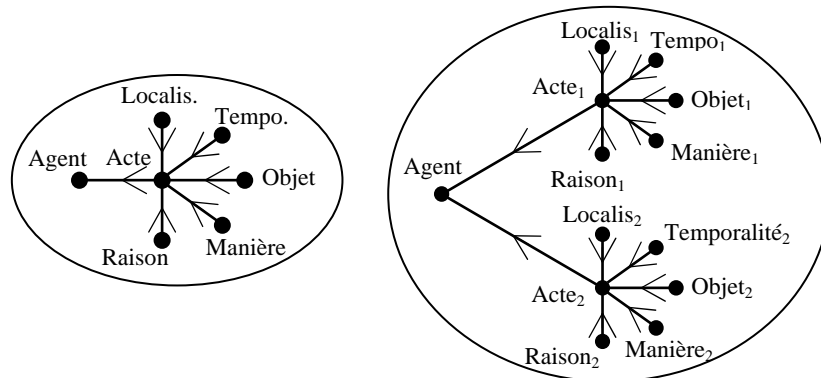 Localis.
Tempo.
Agent
Acte
Objet
Raison
Manière
Localis₁
Tempo₁
Acte₁
Objet₁
Manière₁
Raison₁
Agent
Localis₂
Temporalité₂
Acte₂
Objet₂
Raison₂
Manière₂